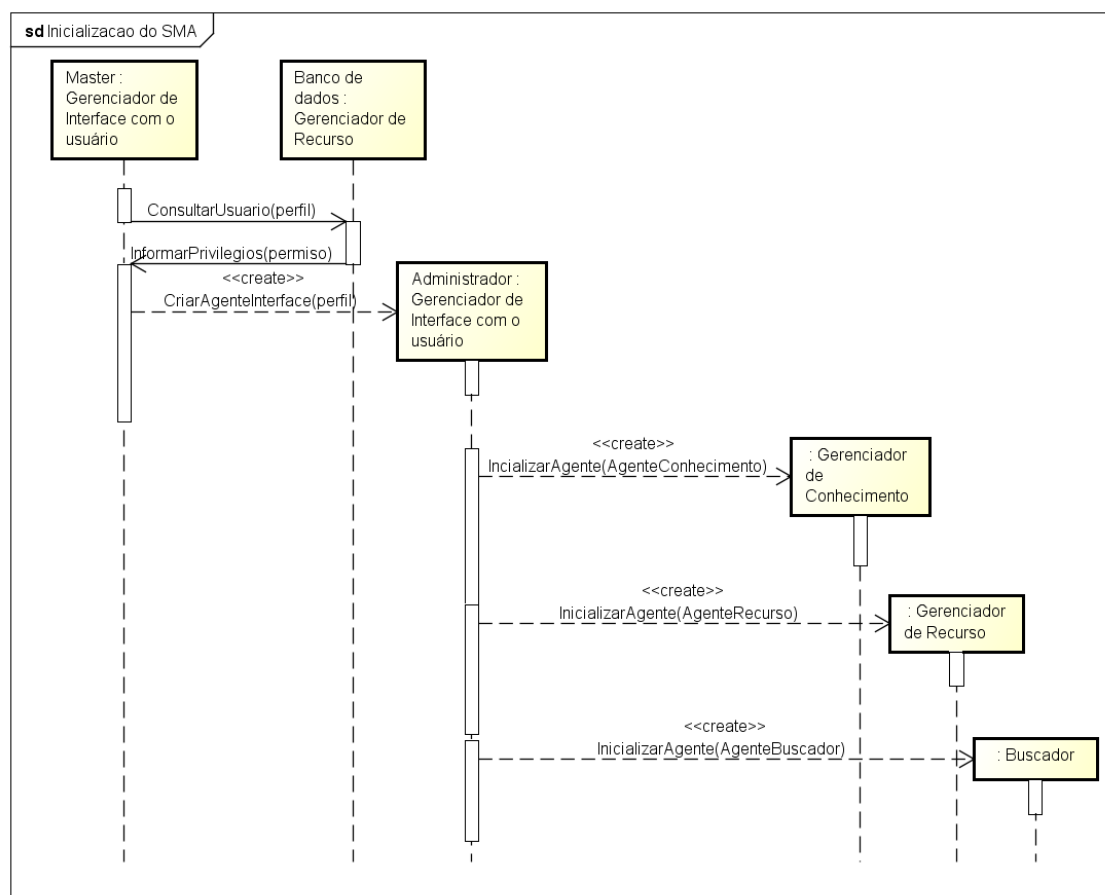 sd Inicializacao do SMA
Master :
Gerenciador de
Interface com o
usuário
Banco de
dados :
Gerenciador de
Recurso
ConsultarUsuario(perfil)
InformarPrivilegios(permiso)
<<create>>
CriarAgenteInterface(perfil)
Administrador :
Gerenciador de
Interface com o
usuário
<<create>>
IncializarAgente(AgenteConhecimento)
: Gerenciador
de
Conhecimento
<<create>>
InicializarAgente(AgenteRecurso)
: Gerenciador
de Recurso
<<create>>
InicializarAgente(AgenteBuscador)
: Buscador